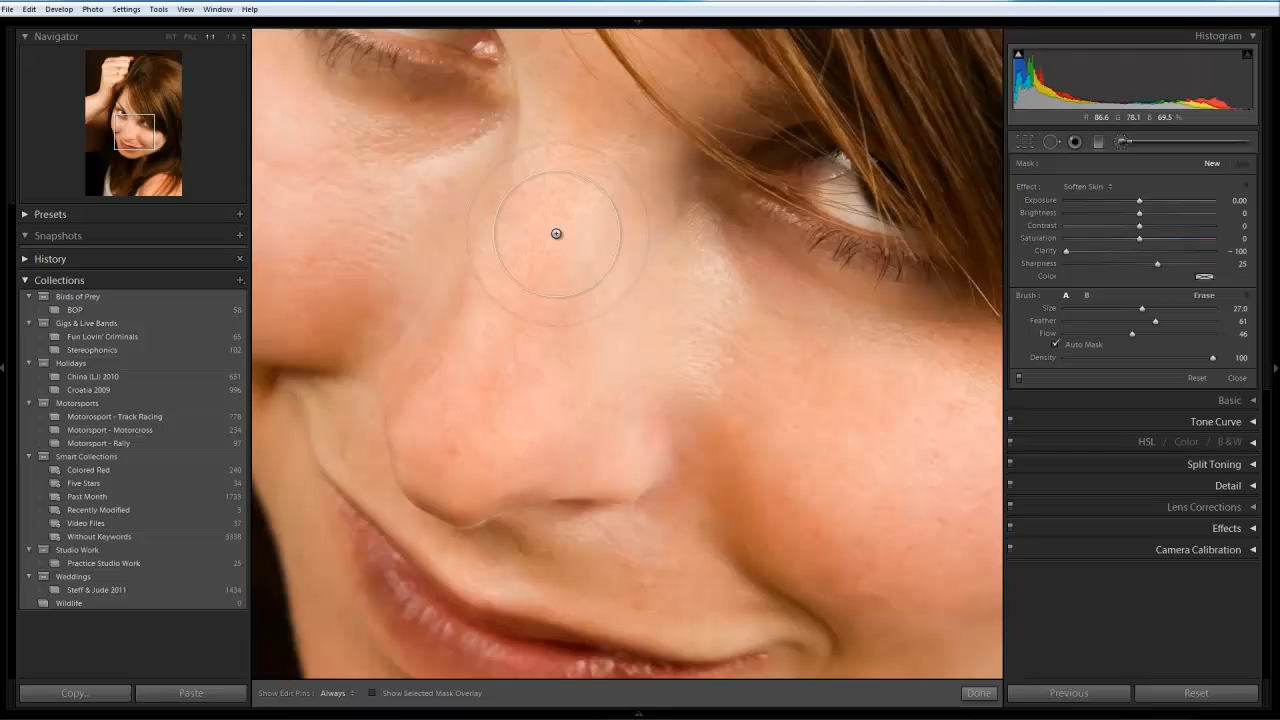 File Edit Develop Photo Settings Tools View Window Help
Navigator FIT FILL 1:1 1:3
Presets +
Snapshots +
History ×
Collections +
Birds of Prey
BOP 58
Gigs & Live Bands
Fun Lovin' Criminals 65
Stereophonics 102
Holidays
China (LJ) 2010 651
Croatia 2009 996
Motorsports
Motorosport - Track Racing 778
Motorsport - Motorcross 234
Motorsport - Rally 97
Smart Collections
Colored Red 240
Five Stars 34
Past Month 1733
Recently Modified 3
Video Files 37
Without Keywords 3338
Studio Work
Practice Studio Work 25
Weddings
Steff & Jude 2011 1434
Wildlife 0
Copy... Paste
Show Edit Pins : Always Show Selected Mask Overlay Done
Histogram
R 86.6 G 78.1 B 69.5 %
Mask : New
Effect : Soften Skin
Exposure 0.00
Brightness 0
Contrast 0
Saturation 0
Clarity - 100
Sharpness 25
Color
Brush : A B Erase
Size 27.0
Feather 61
Flow 46
Auto Mask
Density 100
Reset Close
Basic
Tone Curve
HSL / Color / B & W
Split Toning
Detail
Lens Corrections
Effects
Camera Calibration
Previous Reset